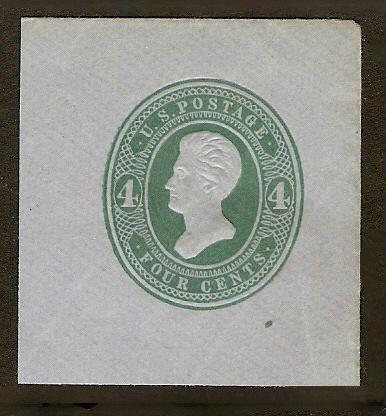 · U.S. POSTAGE ·
4 4
FOUR CENTS